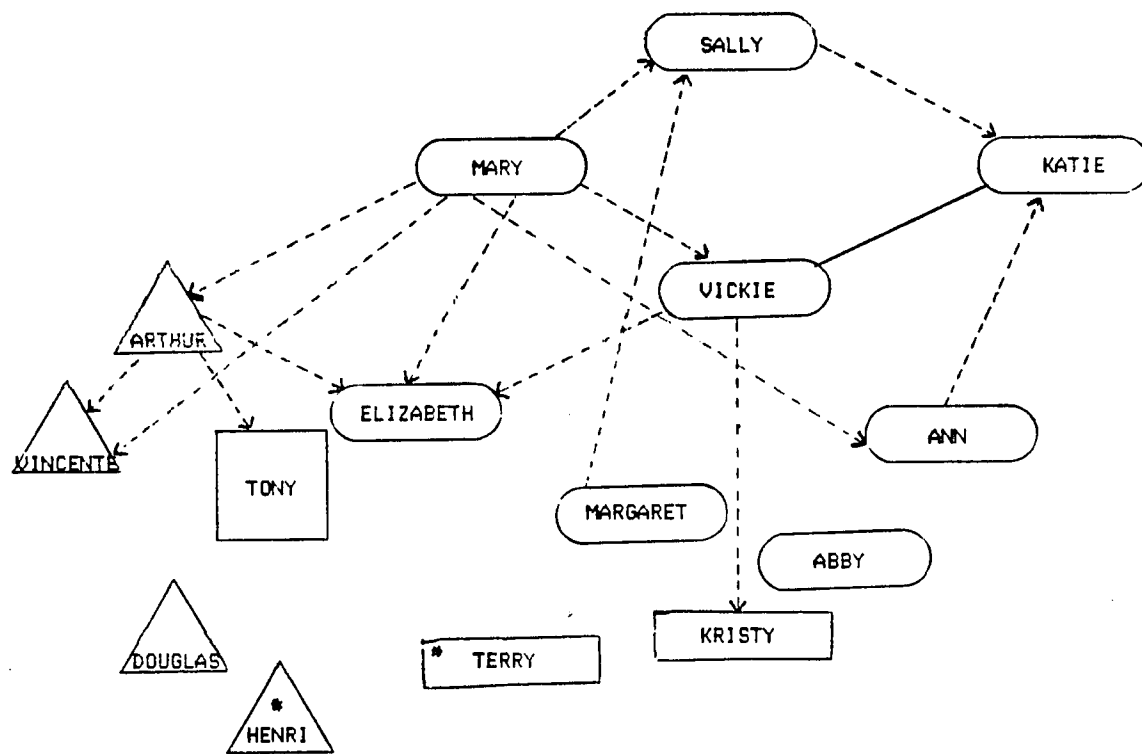 SALLY
MARY
KATIE
VICKIE
ARTHUR
ELIZABETH
ANN
VINCENTE
TONY
MARGARET
ABBY
KRISTY
DOUGLAS
* TERRY
*
HENRI